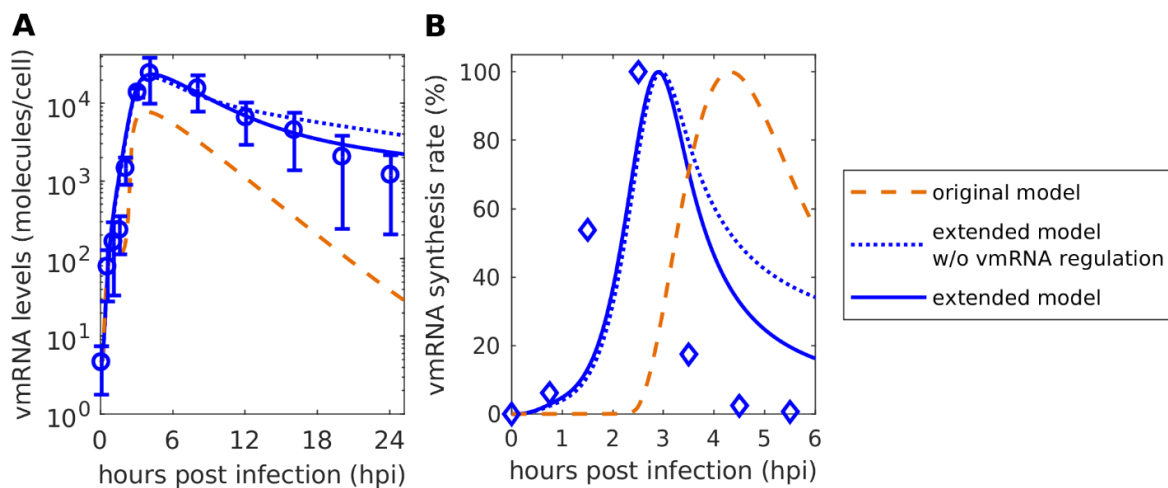 A
vmRNA levels (molecules/cell)
10^4
10^3
10^2
10^1
10^0
0 6 12 18 24
hours post infection (hpi)
B
vmRNA synthesis rate (%)
100
80
60
40
20
0
0 1 2 3 4 5 6
hours post infection (hpi)
original model
extended model
w/o vmRNA regulation
extended model